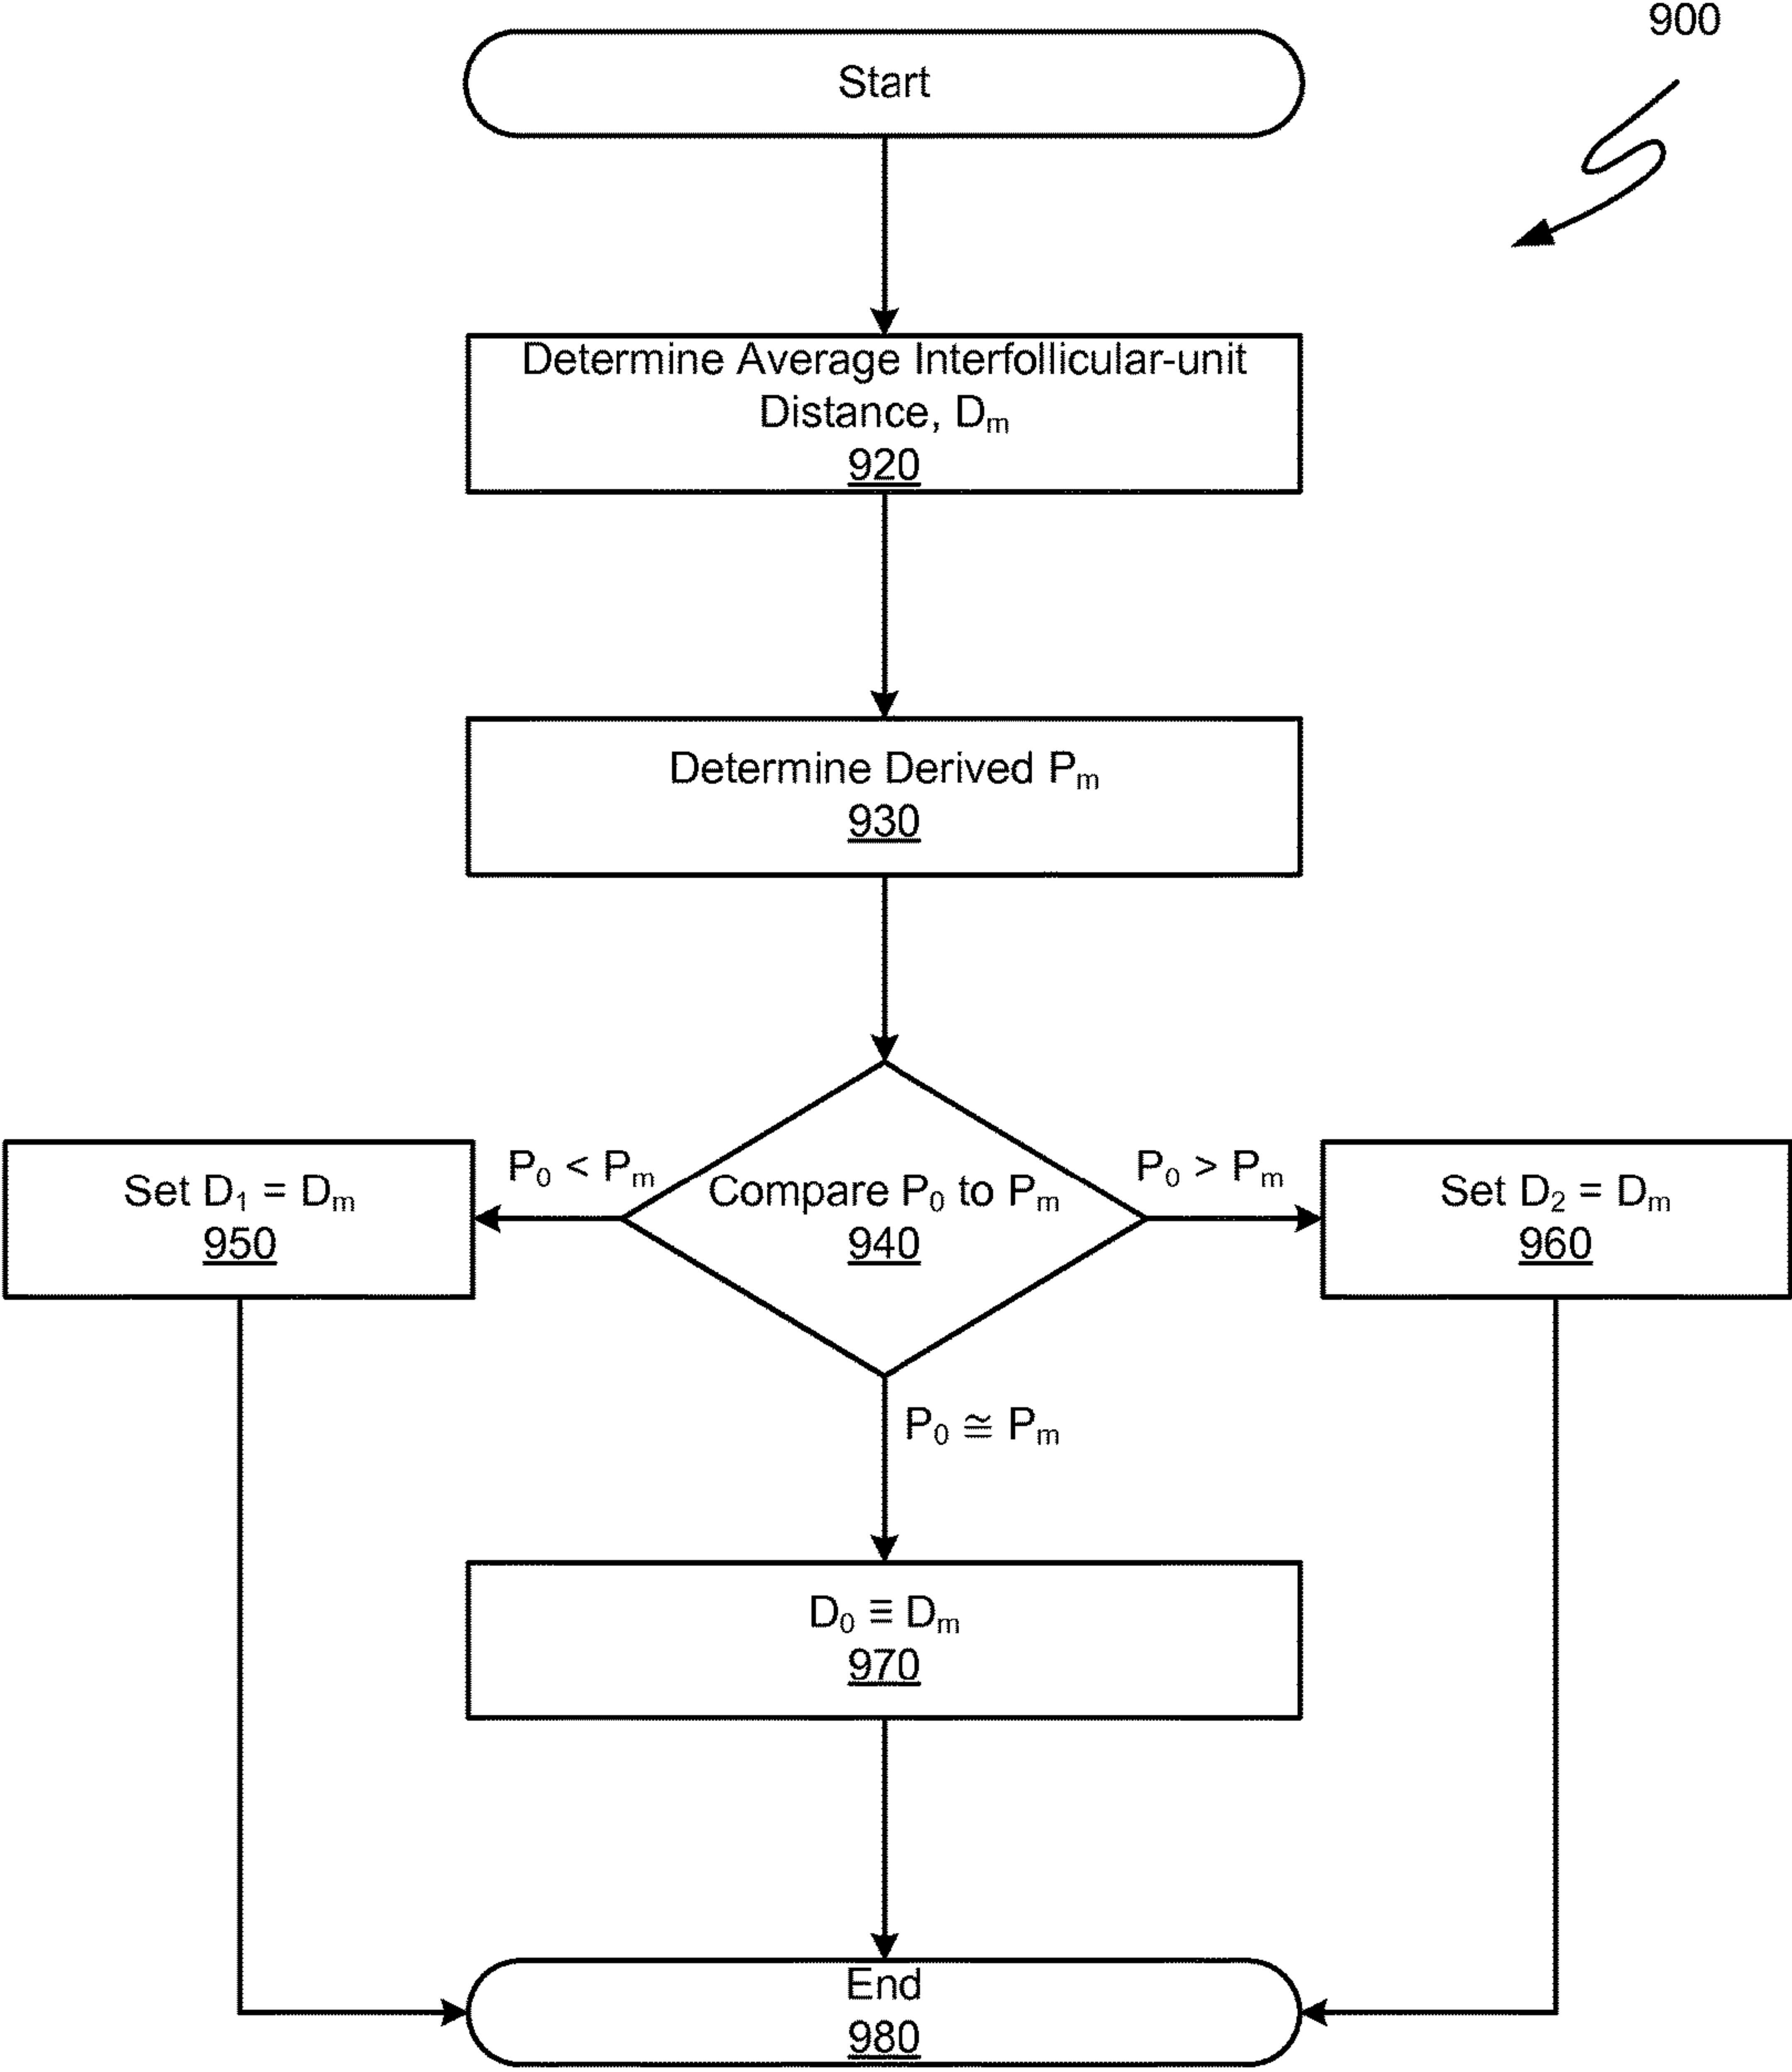 900
Start
Determine Average Interfollicular-unit
Distance, Dₘ
920
Determine Derived Pₘ
930
P₀ < Pₘ
P₀ > Pₘ
Set D₁ = Dₘ
950
Compare P₀ to Pₘ
940
Set D₂ = Dₘ
960
P₀ ≅ Pₘ
D₀ ≡ Dₘ
970
End
980